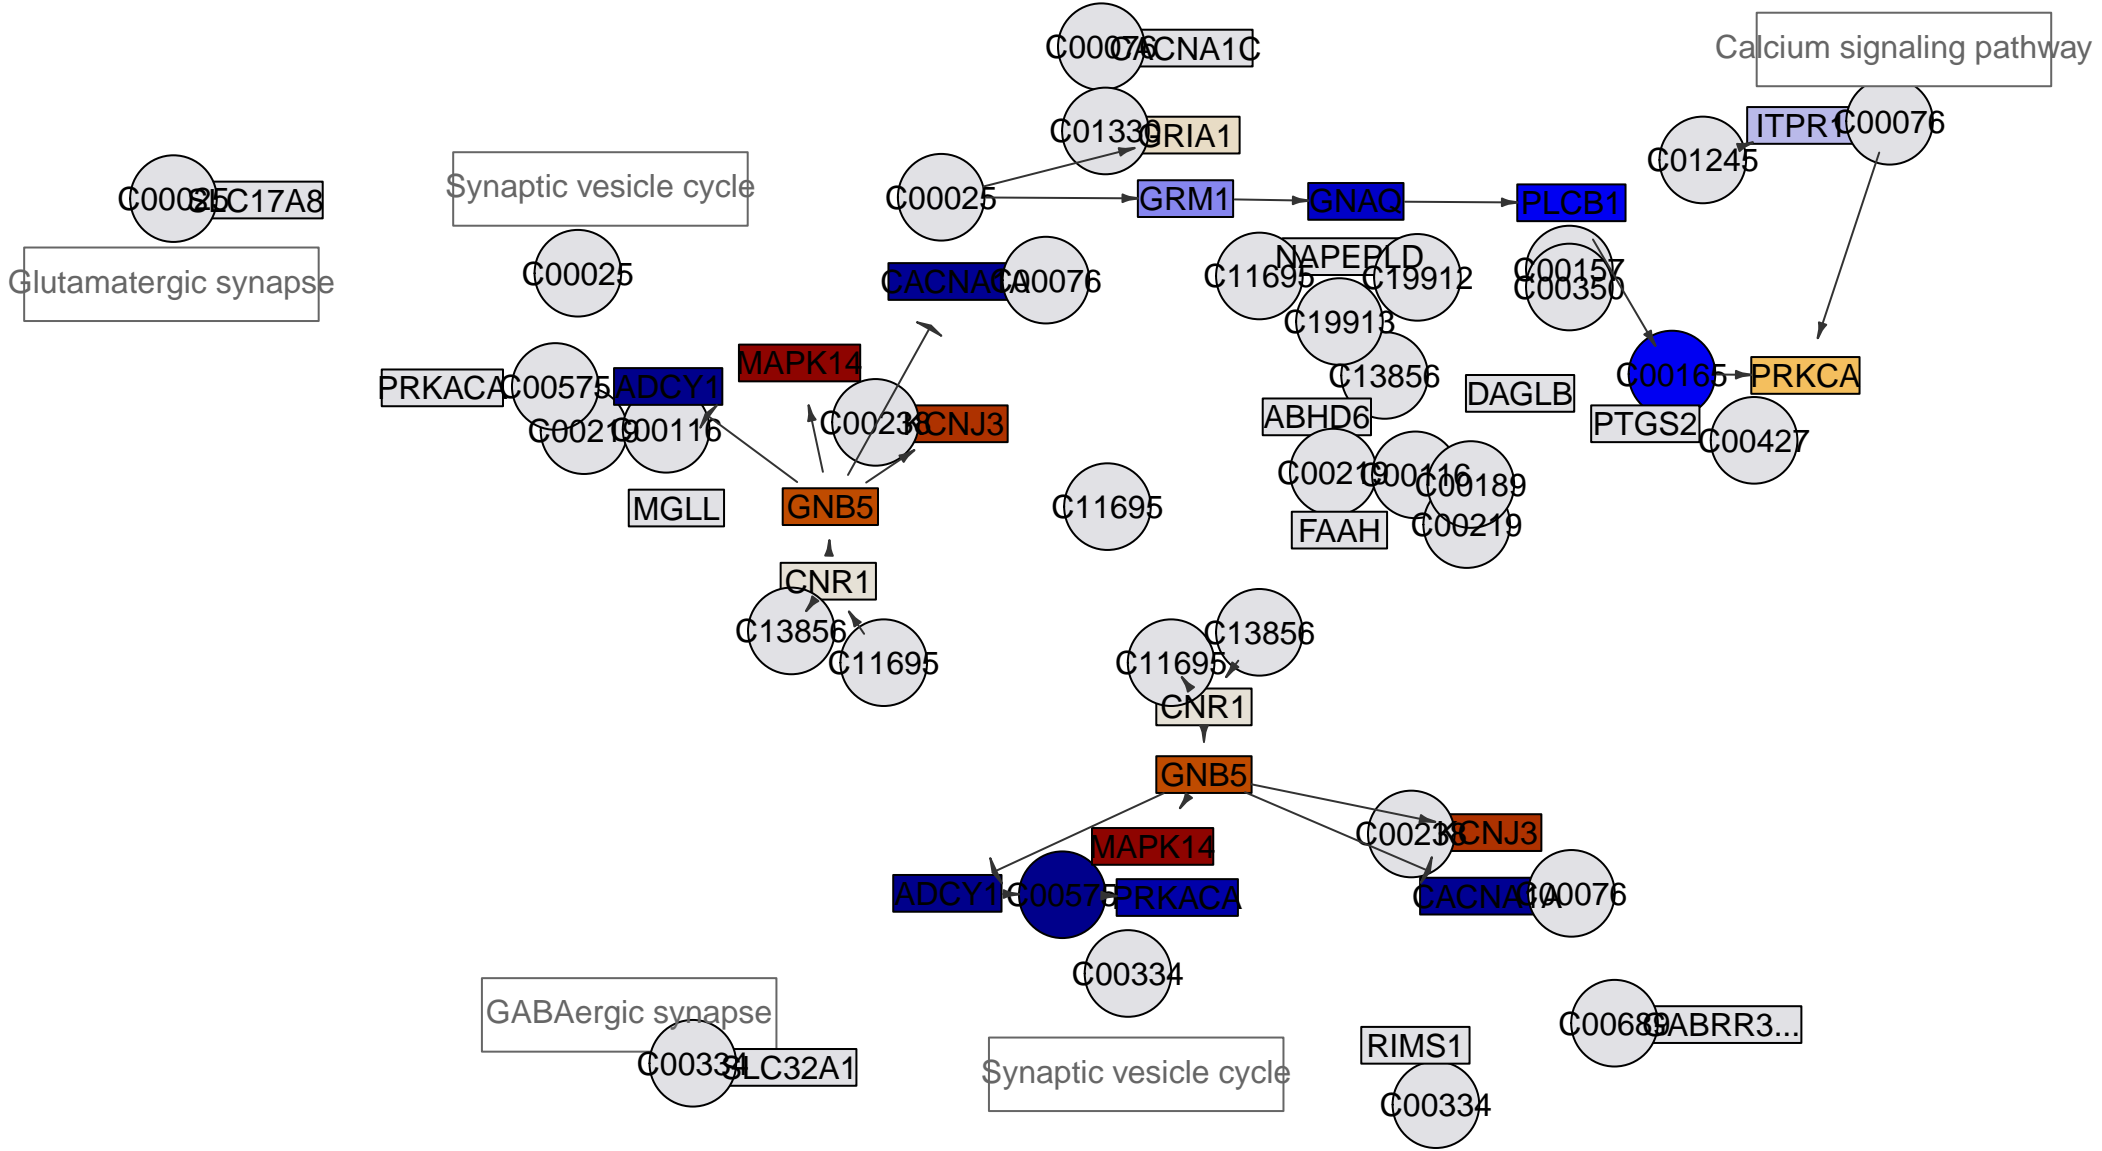 C00076
CACNA1C
Calcium signaling pathway
C01330
GRIA1
ITPR1
C00076
C01245
C00025
SLC17A8
Synaptic vesicle cycle
C00025
GRM1
GNAQ
PLCB1
Glutamatergic synapse
C00025
CACNA1A
C00076
C11695
NAPEPLD
C19912
C00157
C00350
C19913
MAPK14
PRKACA
C00575
ADCY1
C13856
DAGLB
C00165
PRKCA
C00219
C00116
C00238
KCNJ3
ABHD6
PTGS2
C00427
C00219
C00116
C00189
MGLL
GNB5
C11695
FAAH
C00219
CNR1
C13856
C11695
C11695
C13856
CNR1
GNB5
MAPK14
C00238
KCNJ3
ADCY1
C00575
PRKACA
CACNA1A
C00076
C00334
GABAergic synapse
C00334
SLC32A1
Synaptic vesicle cycle
RIMS1
C00334
C00689
GABRR3...